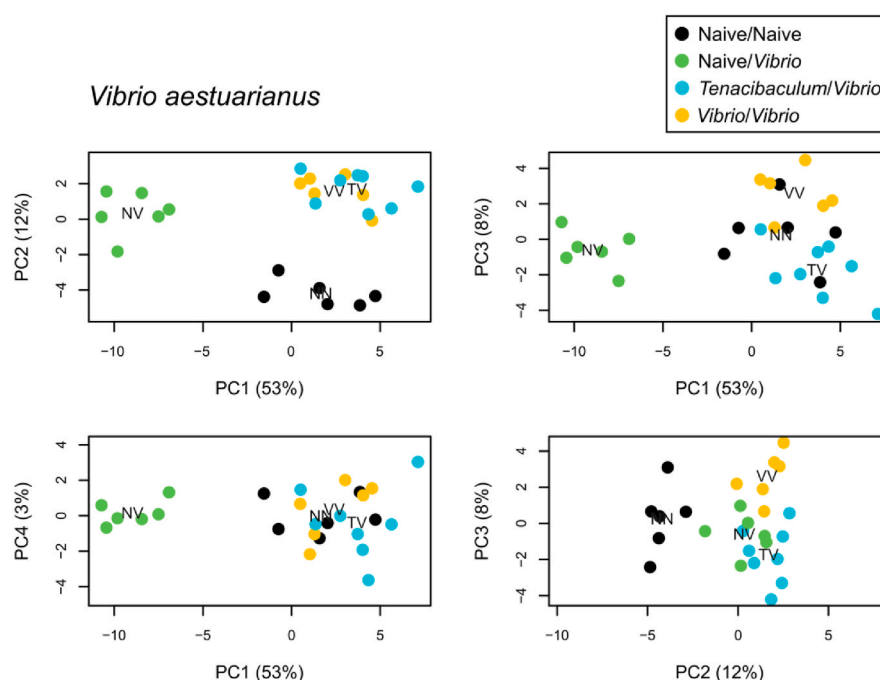 Naive/Naive
Naive/Vibrio
Tenacibaculum/Vibrio
Vibrio/Vibrio
Vibrio aestuarianus
PC2 (12%)
2
0
−2
−4
NV
VV TV
NN
−10 −5 0 5
PC1 (53%)
PC3 (8%)
4
2
0
−2
−4
VV
NN
NV
TV
−10 −5 0 5
PC1 (53%)
PC4 (3%)
4
2
0
−2
−4
NV
VV
NN
TV
−10 −5 0 5
PC1 (53%)
PC3 (8%)
4
2
0
−2
−4
VV
NN
NV
TV
−10 −5 0 5
PC2 (12%)